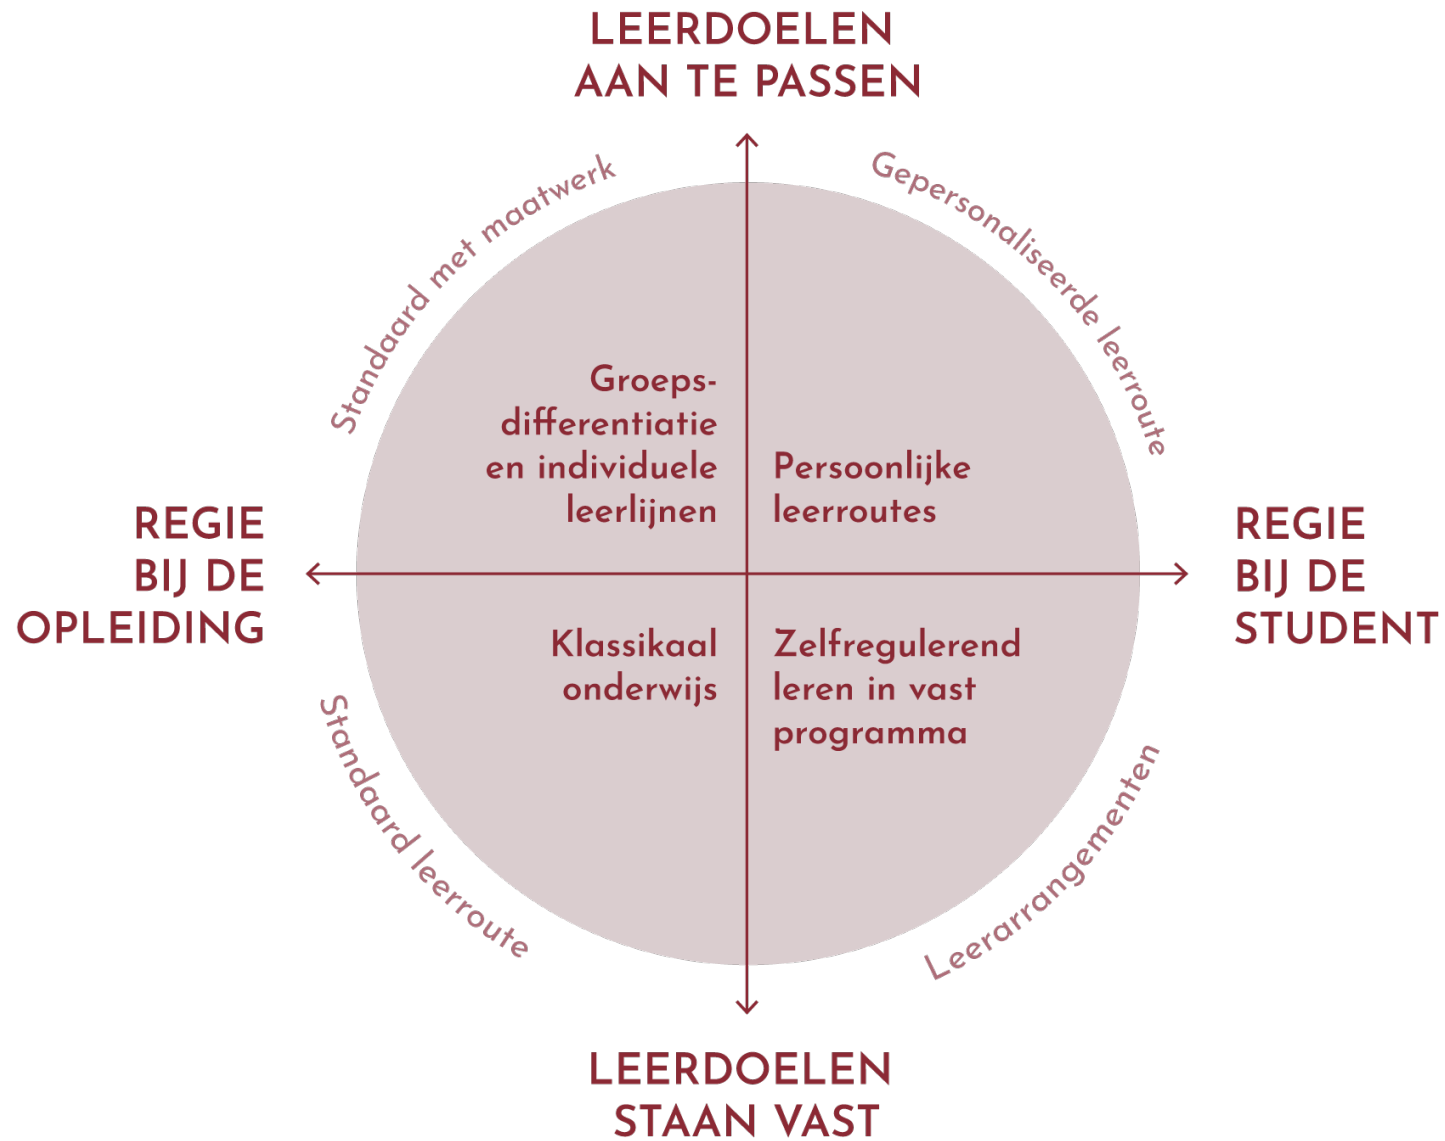 LEERDOELEN
AAN TE PASSEN
Standaard met maatwerk
Gepersonaliseerde leerroute
Groeps-
differentiatie
en individuele
leerlijnen
Persoonlijke
leerroutes
REGIE
BIJ DE
OPLEIDING
REGIE
BIJ DE
STUDENT
Klassikaal
onderwijs
Zelfregulerend
leren in vast
programma
Standaard leerroute
Leerarrangementen
LEERDOELEN
STAAN VAST